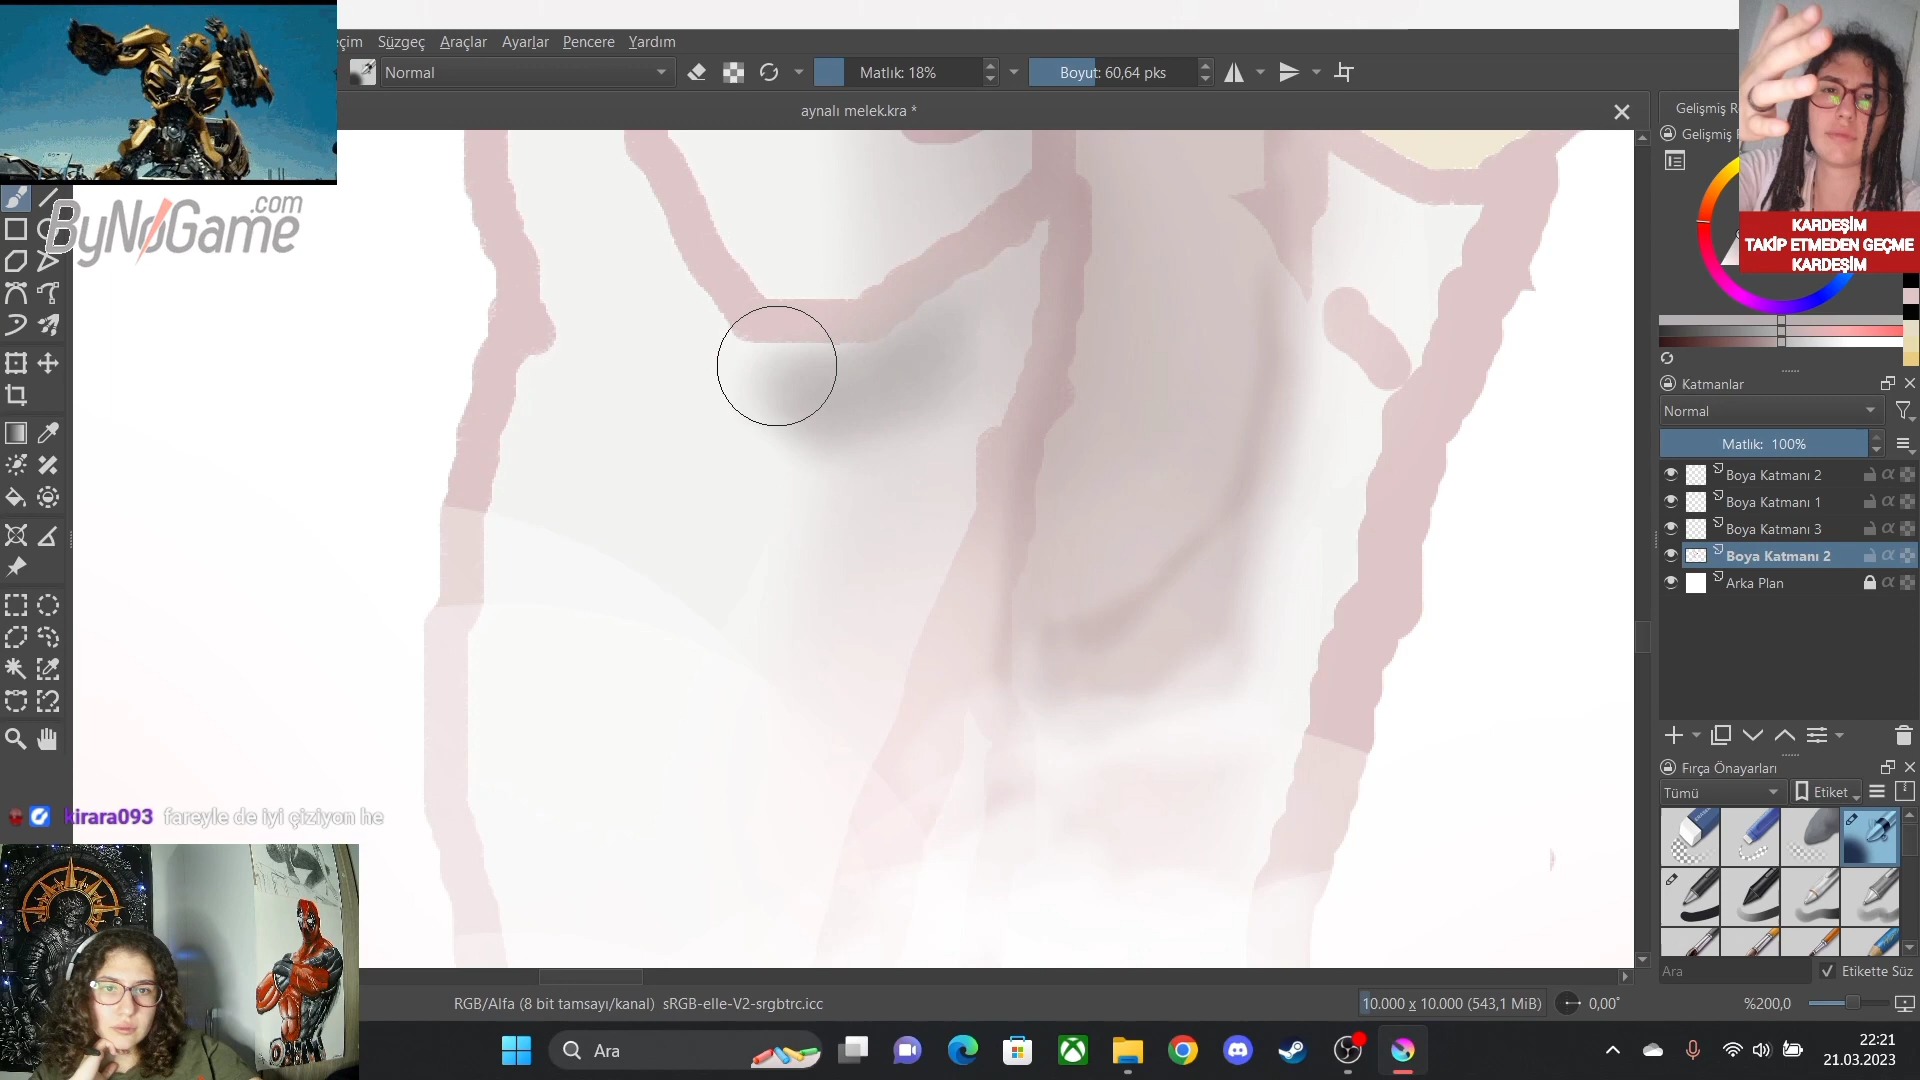 Seçim Süzgeç Araçlar Ayarlar Pencere Yardım
Normal
Matlık: 18%
Boyut: 60,64 pks
aynalı melek.kra *
ByNoGame.com
KARDEŞİM
TAKİP ETMEDEN GEÇME
KARDEŞİM
Gelişmiş R
Gelişmiş
Katmanlar
Normal
Matlık: 100%
Boya Katmanı 2
Boya Katmanı 1
Boya Katmanı 3
Boya Katmanı 2
Arka Plan
Fırça Önayarları
Tümü
Etiket
Ara
Etikette Süz
kirara093 fareyle de iyi çiziyon he
RGB/Alfa (8 bit tamsayı/kanal) sRGB-elle-V2-srgbtrc.icc
10.000 x 10.000 (543,1 MiB)
0,00°
%200,0
Ara
22:21
21.03.2023